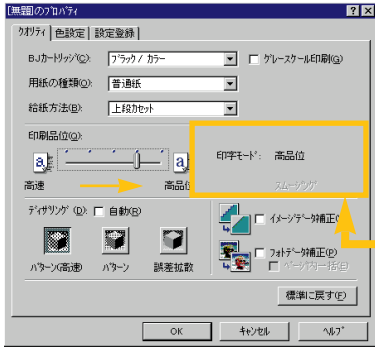 [無題]のプロパティ
クオリティ 色設定 設定登録
BJカートリッジ(C): ブラック / カラー グレースケール印刷(G)
用紙の種類(O): 普通紙
給紙方法(B): 上段カセット
印刷品位(Q):
a a 印字モード: 高品位
高速 高品位 スムージング
ディザリング(D): 自動(R) イメージデータ補正
フォトデータ補正(P)
パターン(高速) パターン 誤差拡散 ページ内一括(E)
標準に戻す(F)
OK キャンセル ヘルプ